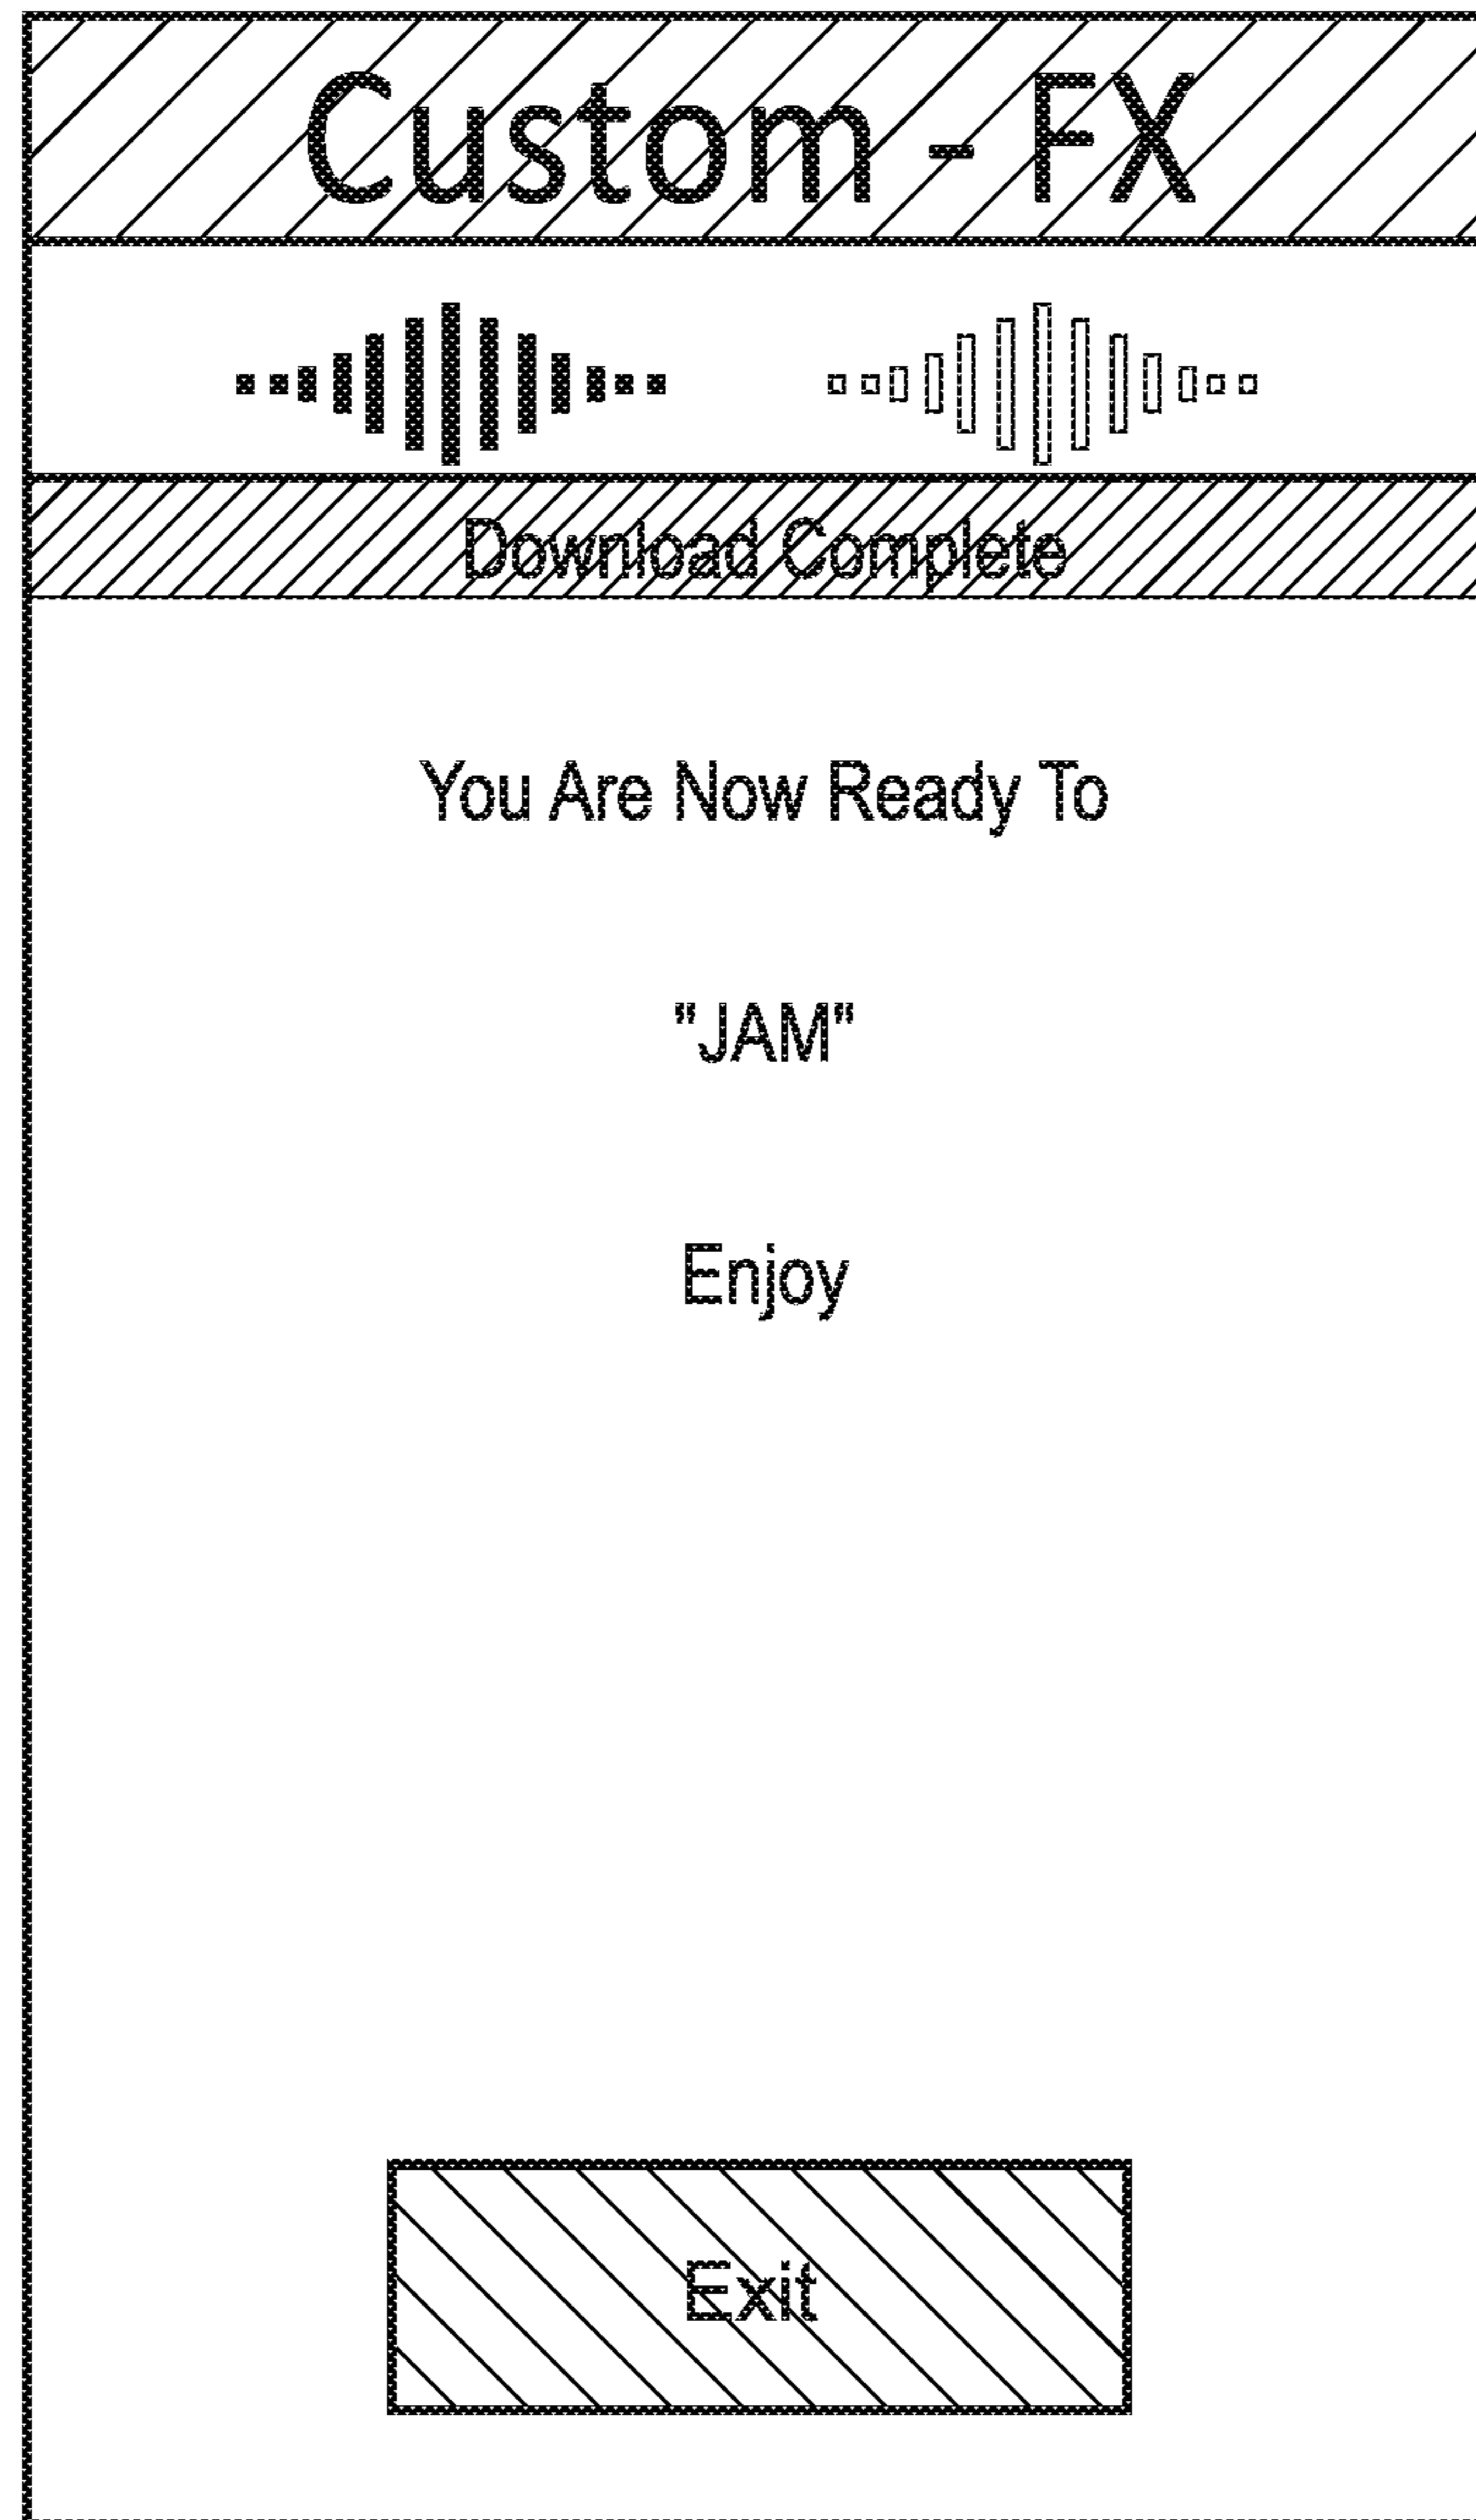 Custom - FX
Download Complete
You Are Now Ready To
"JAM"
Enjoy
Exit